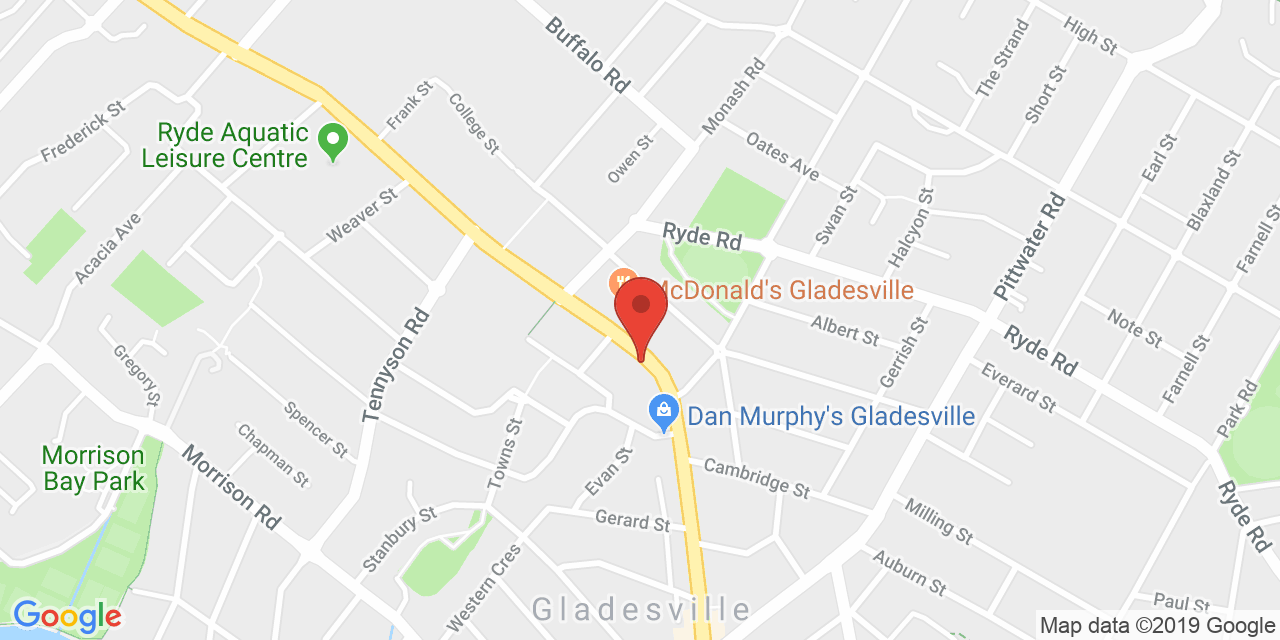 Buffalo Rd
High St
The Strand
Short St
Monash Rd
Frank St
College St
Frederick St
Ryde Aquatic
Leisure Centre
Owen St
Oates Ave
Earl St
Blaxland St
Weaver St
Acacia Ave
Swan St
Halcyon St
Farnell St
Ryde Rd
Pittwater Rd
McDonald's Gladesville
Albert St
Gerrish St
Note St
Ryde Rd
Tennyson Rd
Gregory St
Everard St
Farnell St
Park Rd
Spencer St
Dan Murphy's Gladesville
Chapman St
Morrison
Bay Park
Morrison Rd
Towns St
Evan St
Cambridge St
Milling St
Ryde Rd
Stanbury St
Gerard St
Western Cres
Auburn St
Paul St
Gladesville
Google
Map data ©2019 Google